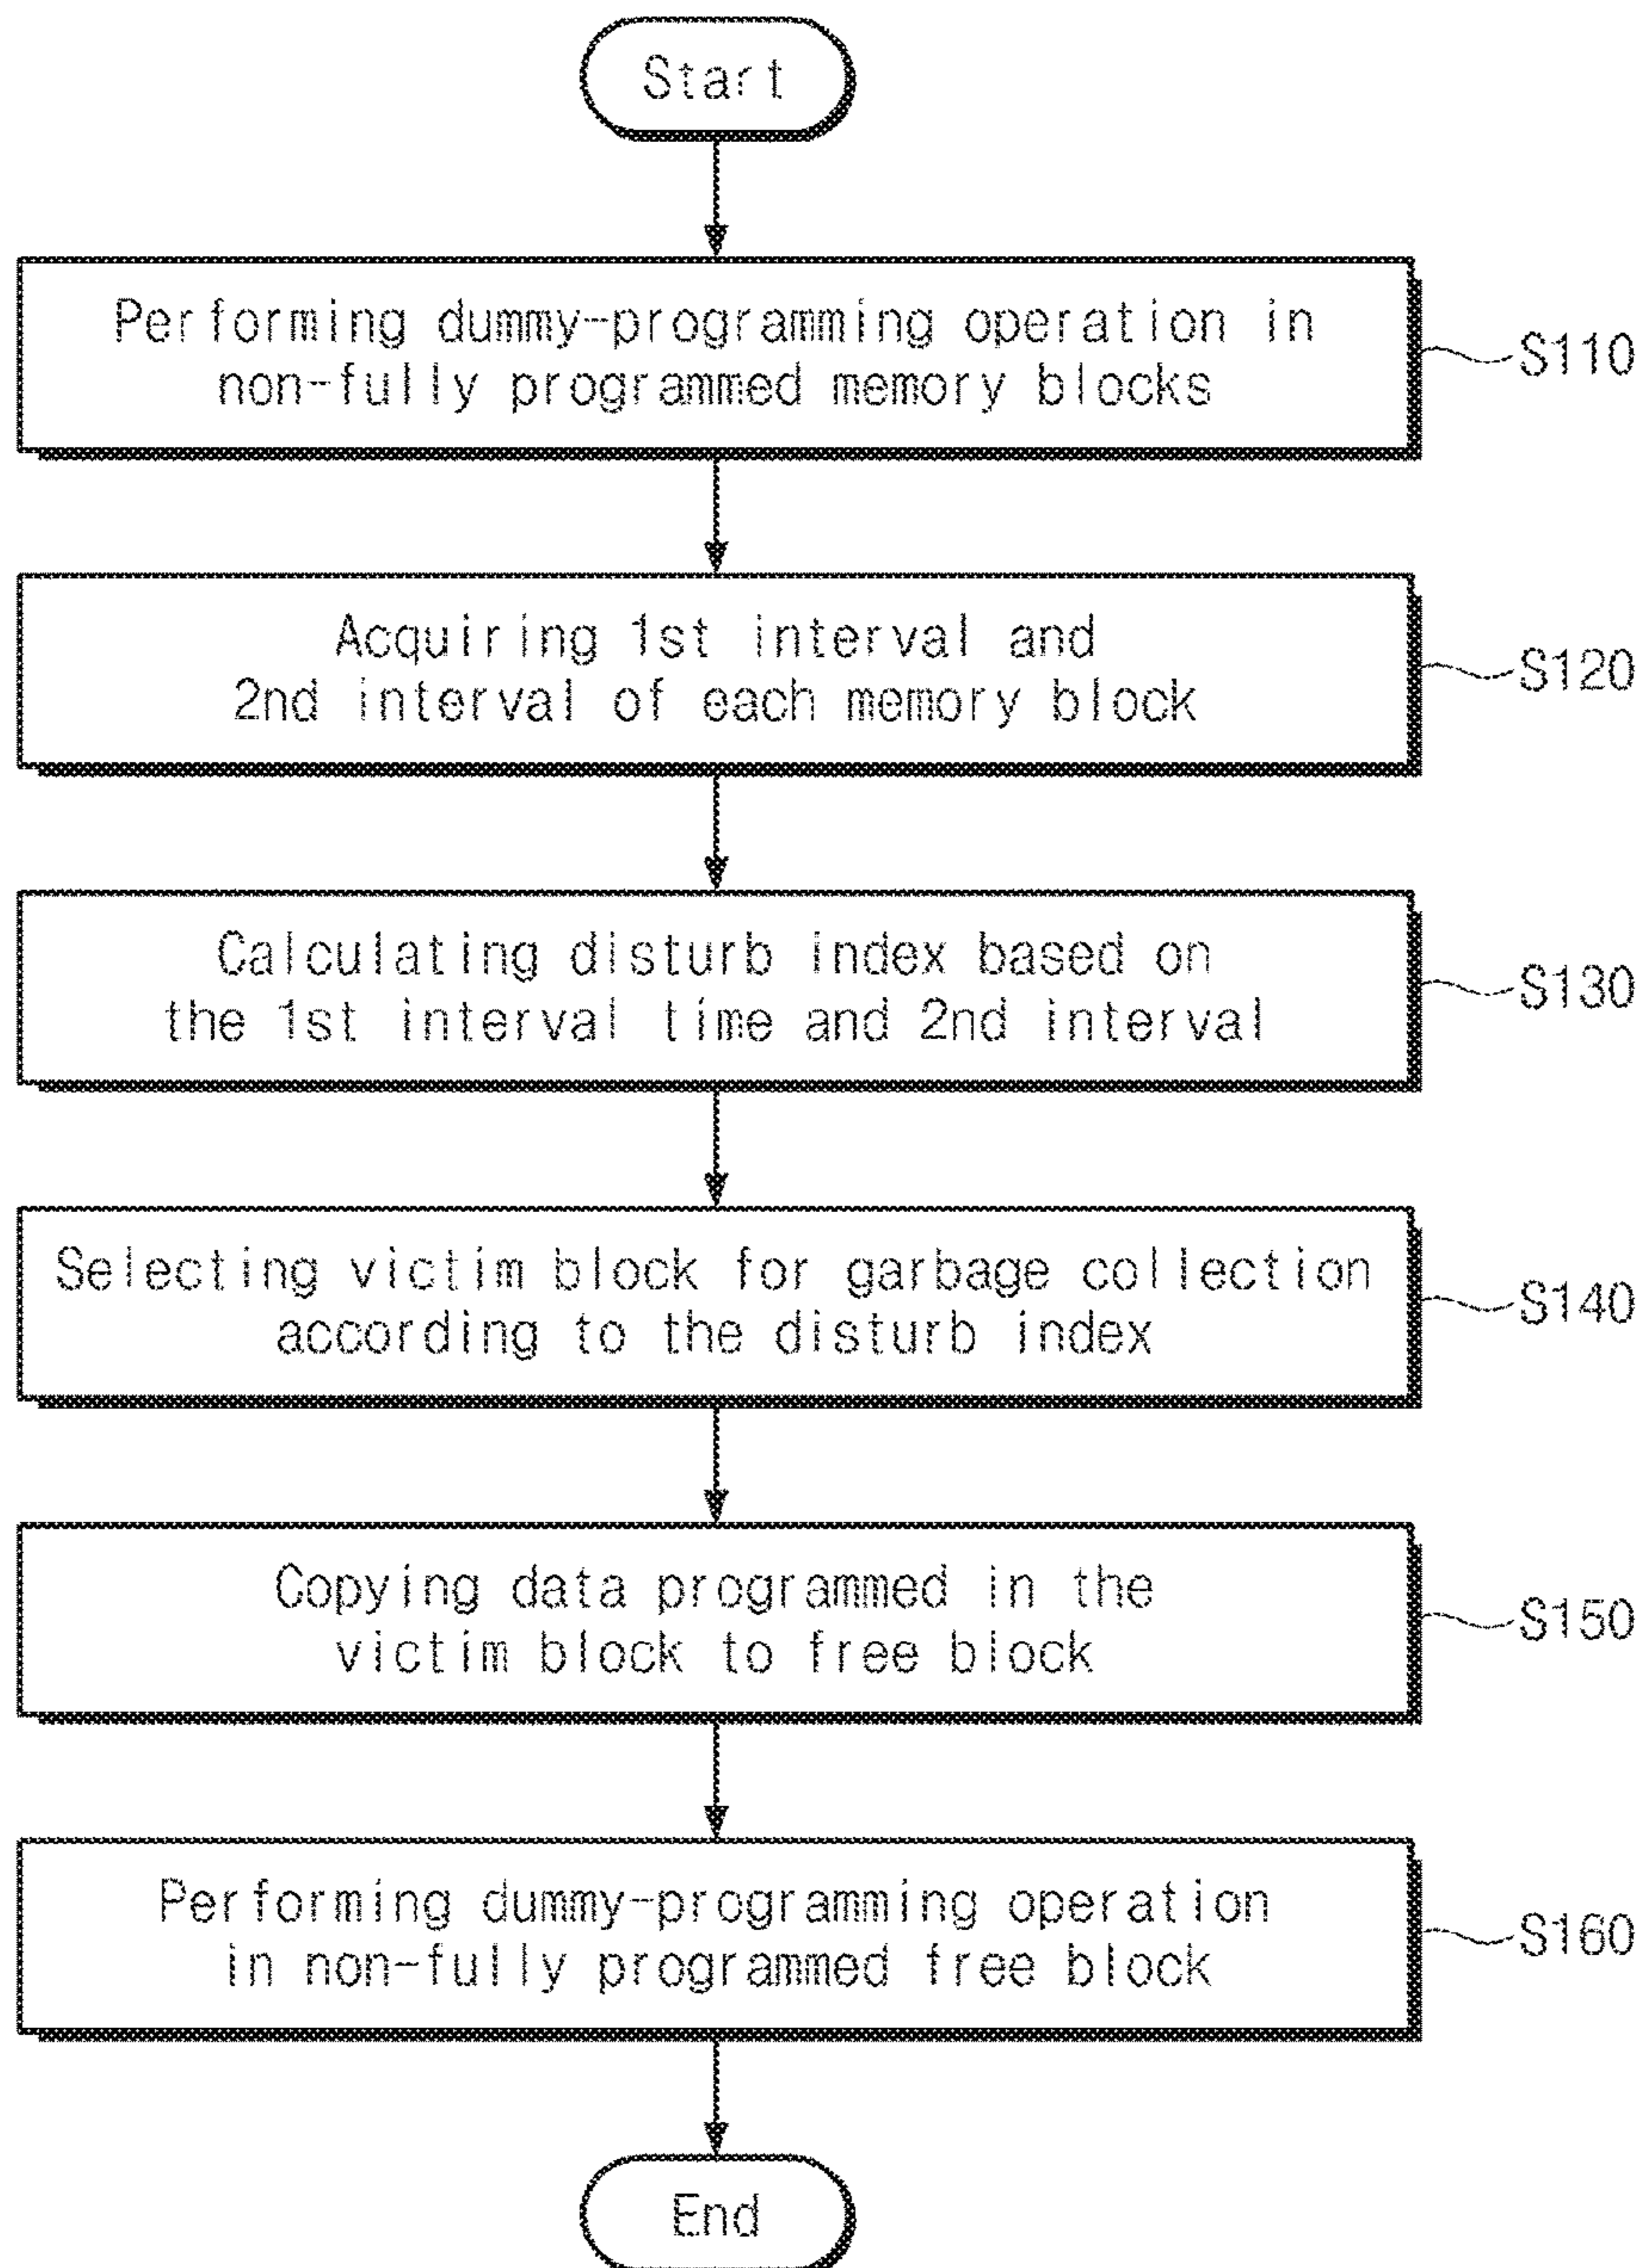 Start
Performing dummy-programming operation in
non-fully programmed memory blocks
S110
Acquiring 1st interval and
2nd interval of each memory block
S120
Calculating disturb index based on
the 1st interval time and 2nd interval
S130
Selecting victim block for garbage collection
according to the disturb index
S140
Copying data programmed in the
victim block to free block
S150
Performing dummy-programming operation
in non-fully programmed free block
S160
End